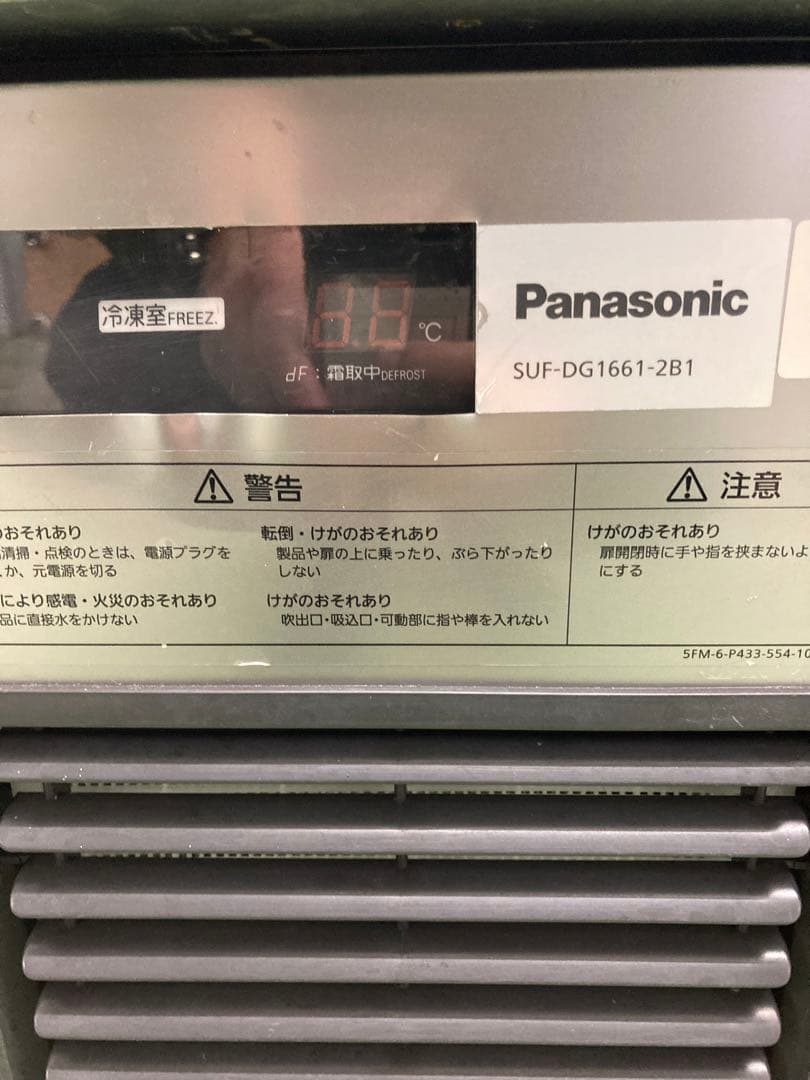 冷凍室FREEZ.
℃
dF：霜取中DEFROST
Panasonic
SUF-DG1661-2B1
警告
のおそれあり
清掃・点検のときは、電源プラグを
か、元電源を切る
により感電・火災のおそれあり
品に直接水をかけない
転倒・けがのおそれあり
製品や扉の上に乗ったり、ぶら下がったり
しない
けがのおそれあり
吹出口・吸込口・可動部に指や棒を入れない
注意
けがのおそれあり
扉開閉時に手や指を挟まないよ
にする
5FM-6-P433-554-10